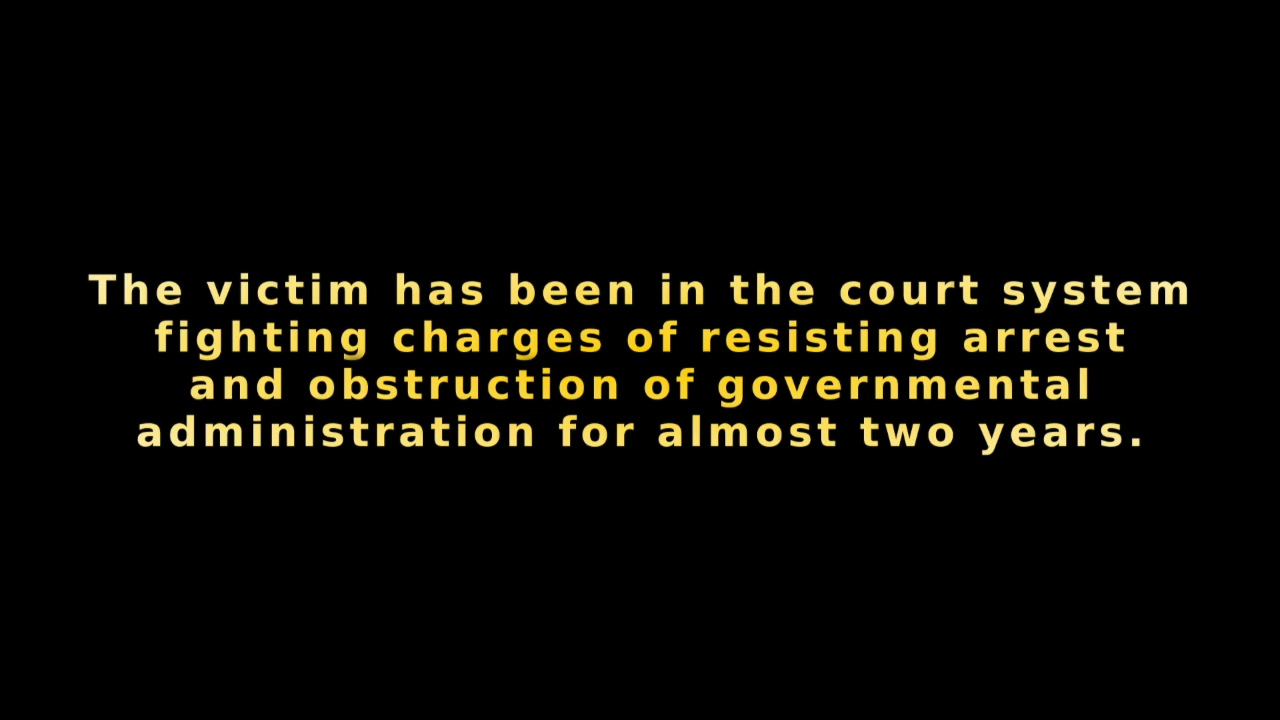 The victim has been in the court system
fighting charges of resisting arrest
and obstruction of governmental
administration for almost two years.